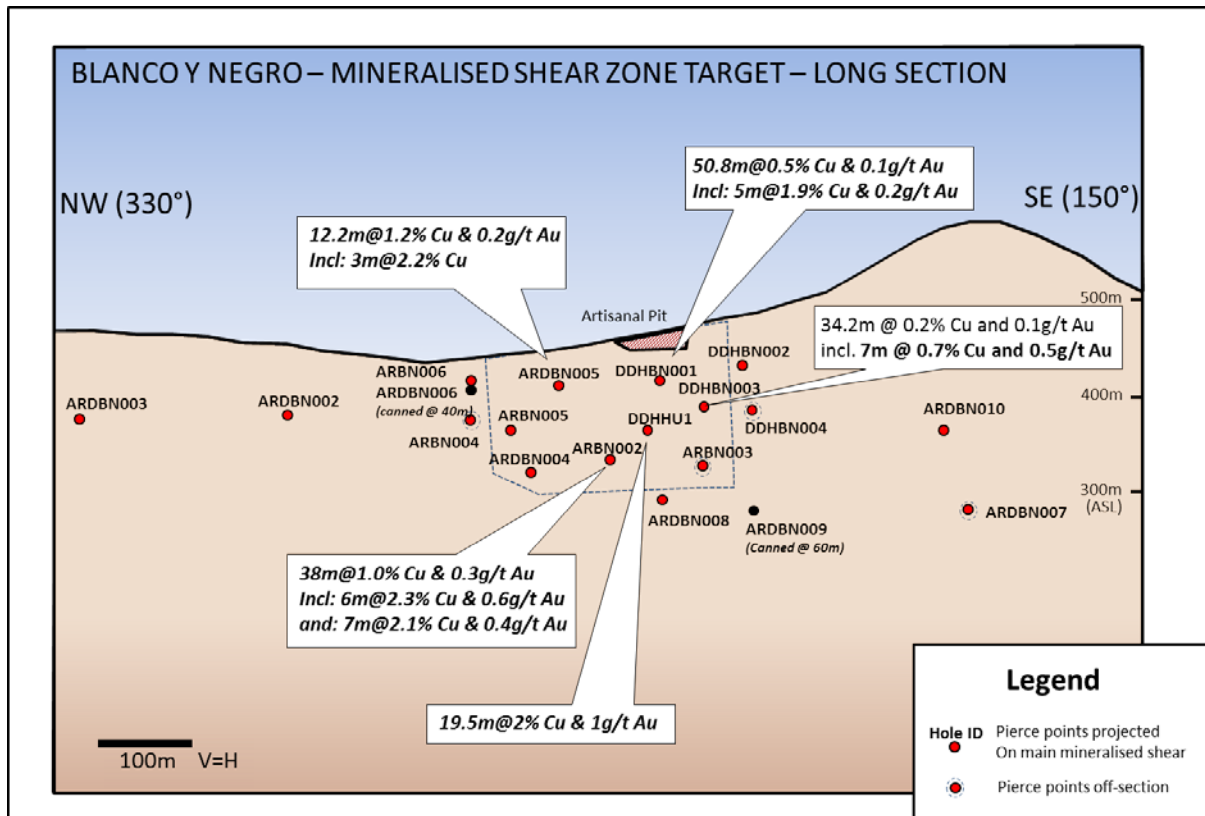 BLANCO Y NEGRO – MINERALISED SHEAR ZONE TARGET – LONG SECTION
50.8m@0.5% Cu & 0.1g/t Au
Incl: 5m@1.9% Cu & 0.2g/t Au
NW (330°)
SE (150°)
12.2m@1.2% Cu & 0.2g/t Au
Incl: 3m@2.2% Cu
500m
Artisanal Pit
34.2m @ 0.2% Cu and 0.1g/t Au
incl. 7m @ 0.7% Cu and 0.5g/t Au
DDHBN002
ARBN006
ARDBN005
DDHBN001
ARDBN006
(canned @ 40m)
DDHBN003
400m
ARDBN003
ARDBN002
ARBN005
DDHHU1
DDHBN004
ARDBN010
ARBN004
ARBN002
ARBN003
ARDBN004
300m
(ASL)
ARDBN008
ARDBN009
(Canned @ 60m)
ARDBN007
38m@1.0% Cu & 0.3g/t Au
Incl: 6m@2.3% Cu & 0.6g/t Au
and: 7m@2.1% Cu & 0.4g/t Au
19.5m@2% Cu & 1g/t Au
100m V=H
Legend
Hole ID Pierce points projected
On main mineralised shear
Pierce points off-section